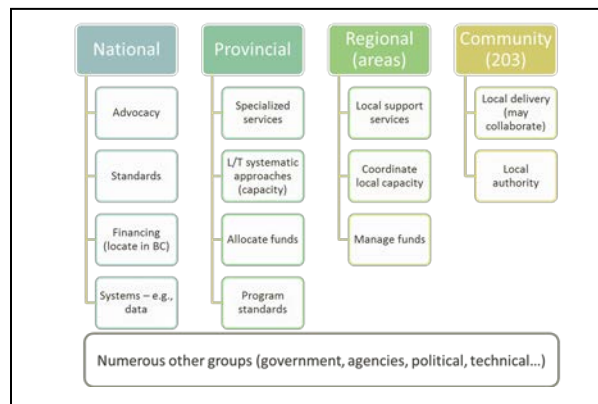 National
Advocacy
Standards
Financing
(locate in BC)
Systems – e.g.,
data
Provincial
Specialized
services
L/T systematic
approaches
(capacity)
Allocate funds
Program
standards
Regional
(areas)
Local support
services
Coordinate
local capacity
Manage funds
Community
(203)
Local delivery
(may
collaborate)
Local
authority
Numerous other groups (government, agencies, political, technical...)